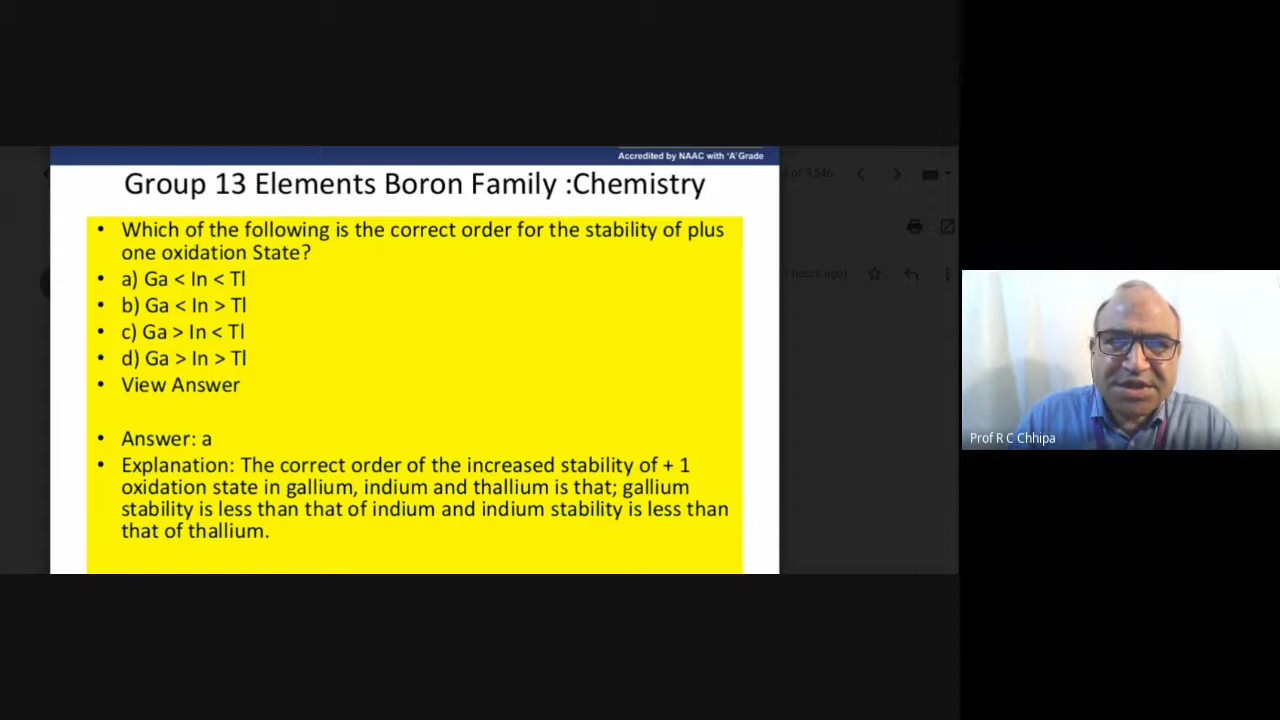 Accredited by NAAC with ‘A’ Grade
Group 13 Elements Boron Family :Chemistry
• Which of the following is the correct order for the stability of plus
one oxidation State?
• a) Ga < In < Tl
• b) Ga < In > Tl
• c) Ga > In < Tl
• d) Ga > In > Tl
• View Answer
• Answer: a
• Explanation: The correct order of the increased stability of + 1
oxidation state in gallium, indium and thallium is that; gallium
stability is less than that of indium and indium stability is less than
that of thallium.
hours ago)
Prof R C Chhipa